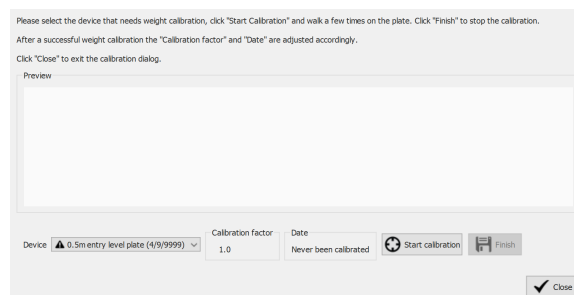 Please select the device that needs weight calibration, click "Start Calibration" and walk a few times on the plate. Click "Finish" to stop the calibration.
After a successful weight calibration the "Calibration factor" and "Date" are adjusted accordingly.
Click "Close" to exit the calibration dialog.
Preview
Calibration factor
Date
Device 0.5m entry level plate (4/9/9999) 1.0 Never been calibrated Start calibration Finish
Close